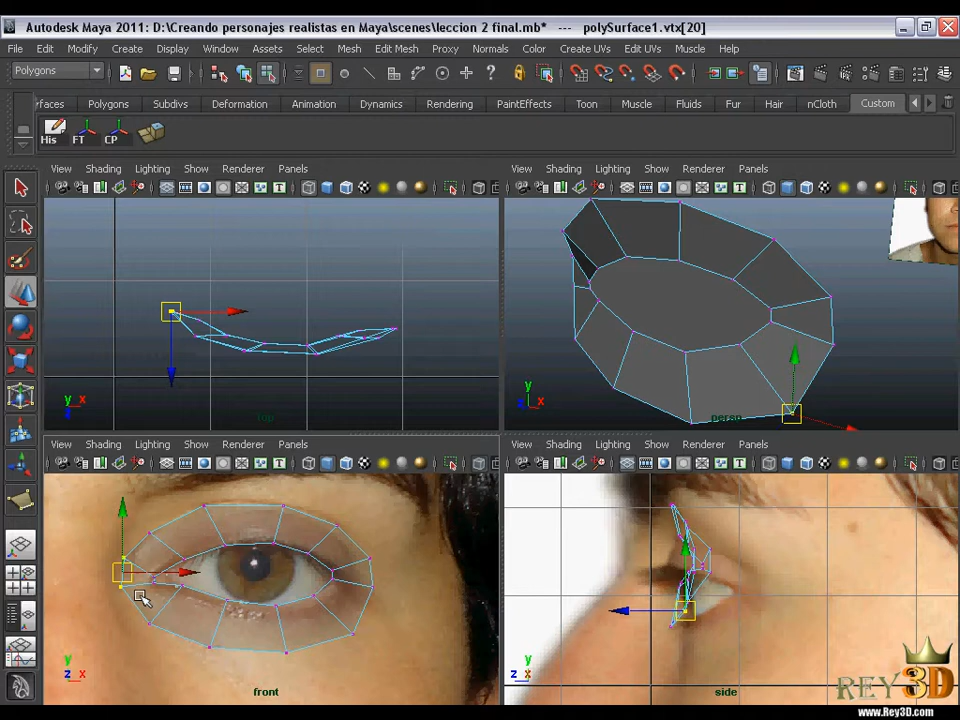 Autodesk Maya 2011: D:\Creando personajes realistas en Maya\scenes\leccion 2 final.mb* --- polySurface1.vtx[20]
File Edit Modify Create Display Window Assets Select Mesh Edit Mesh Proxy Normals Color Create UVs Edit UVs Muscle Help
Polygons
rfaces Polygons Subdivs Deformation Animation Dynamics Rendering PaintEffects Toon Muscle Fluids Fur Hair nCloth Custom
His FT CP
View Shading Lighting Show Renderer Panels
View Shading Lighting Show Renderer Panels
y x
z
top
y
z x
persp
View Shading Lighting Show Renderer Panels
View Shading Lighting Show Renderer Panels
y
z x
front
y
z x
side
REY3D
www.Rey3D.com